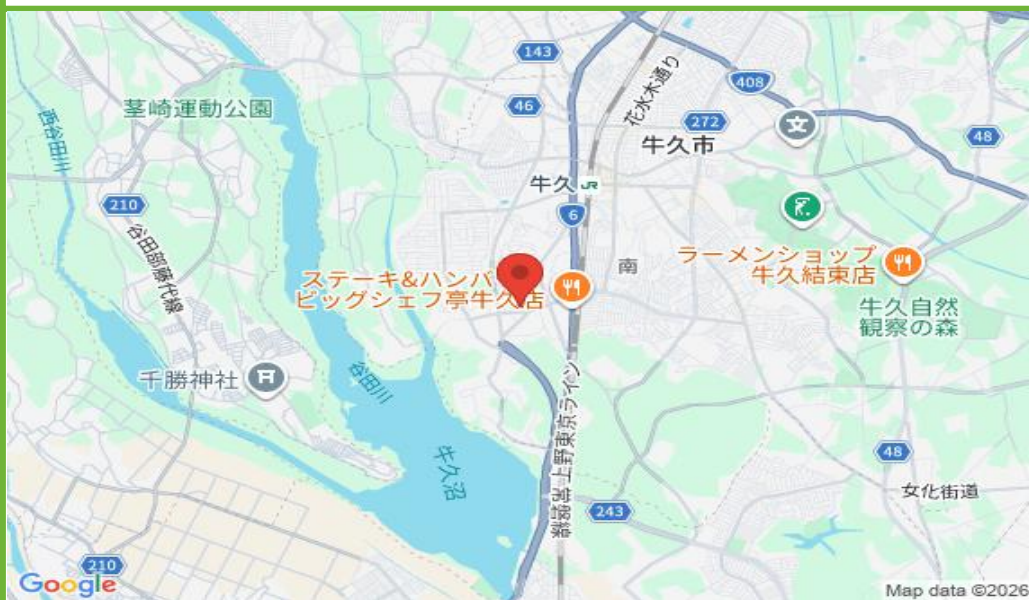 143
408
花水木通り
茎崎運動公園
46
272
48
西谷田川
牛久市
牛久 JR
210
6
谷田部藤代線
南
ラーメンショップ
牛久結束店
ステーキ&ハンバ
ビッグシェフ亭牛久店
牛久自然
観察の森
千勝神社
谷田川
常磐線 上野東京ライン
牛久沼
48
女化街道
243
210
Google
Map data ©2026